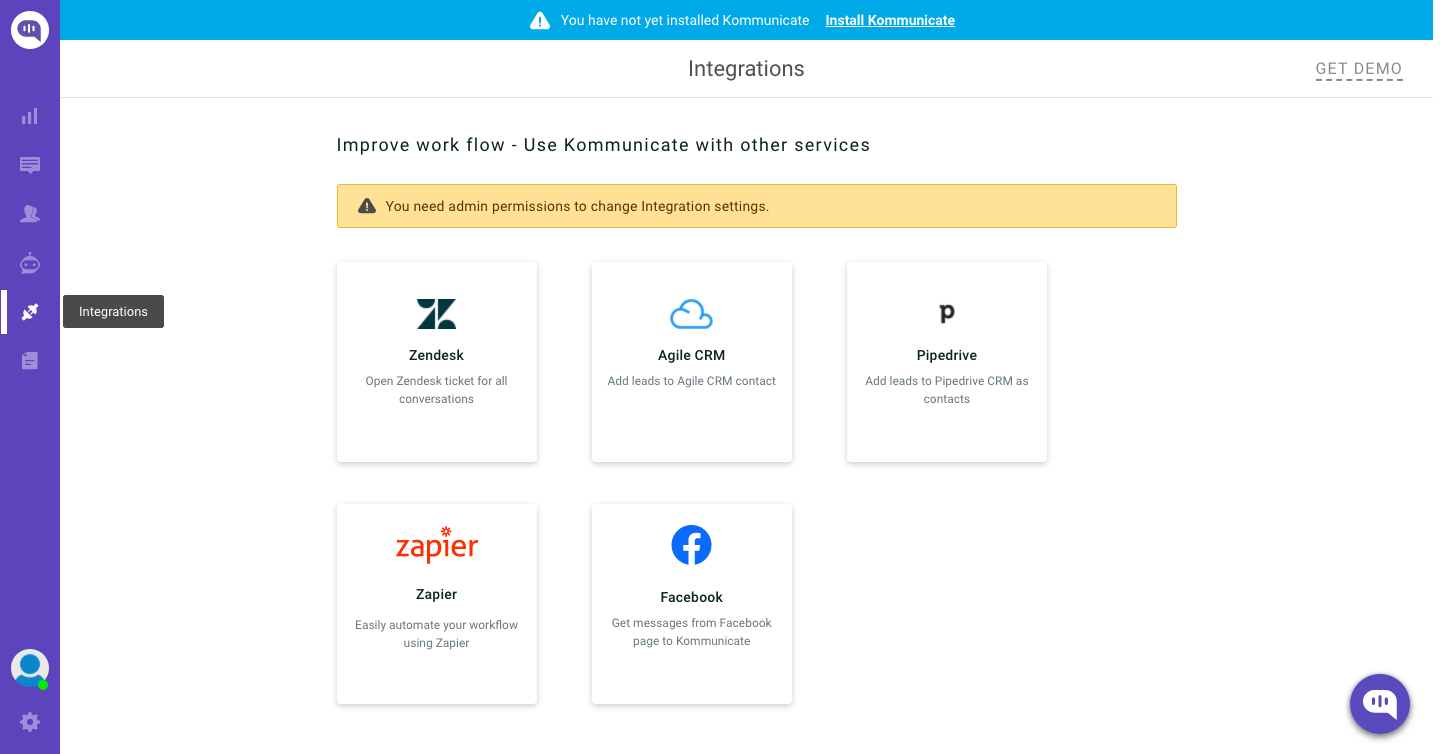 You have not yet installed Kommunicate Install Kommunicate
Integrations
GET DEMO
Improve work flow - Use Kommunicate with other services
You need admin permissions to change Integration settings.
Integrations
Zendesk
Open Zendesk ticket for all
conversations
Agile CRM
Add leads to Agile CRM contact
p
Pipedrive
Add leads to Pipedrive CRM as
contacts
zapier
Zapier
Easily automate your workflow
using Zapier
Facebook
Get messages from Facebook
page to Kommunicate